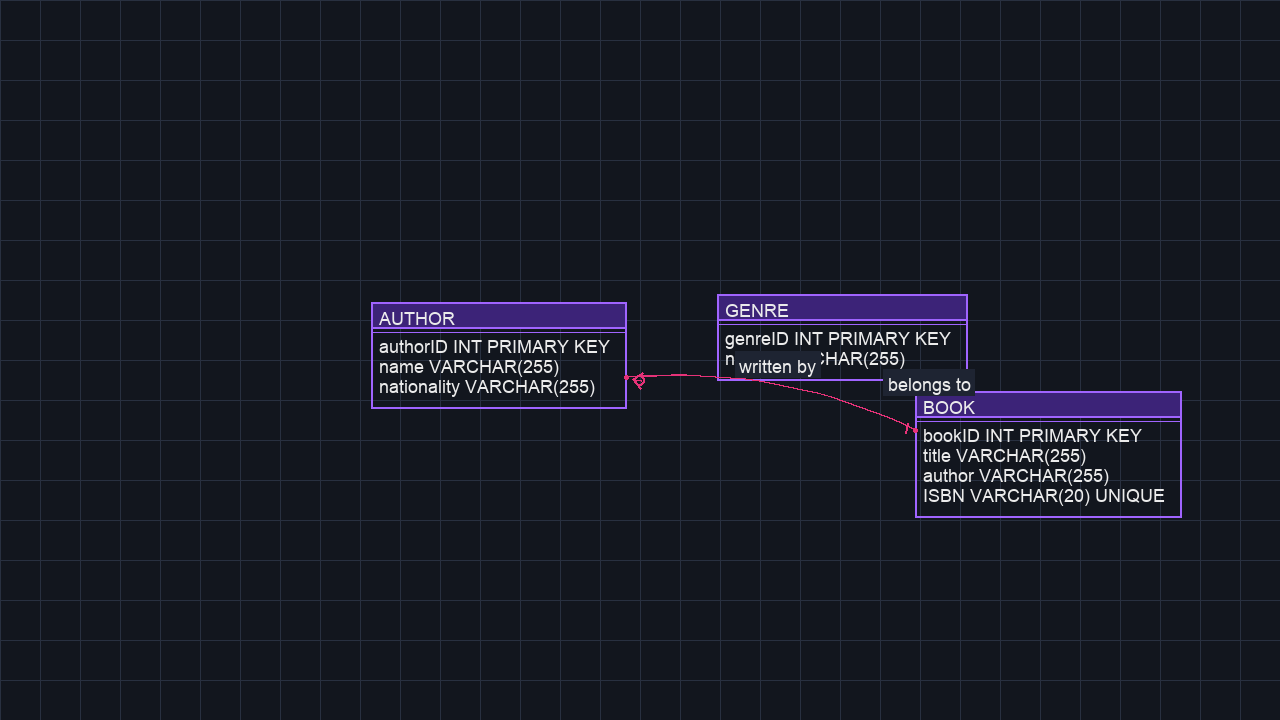 AUTHOR
authorID INT PRIMARY KEY
name VARCHAR(255)
nationality VARCHAR(255)
GENRE
genreID INT PRIMARY KEY
CHAR(255)
written by
belongs to
BOOK
bookID INT PRIMARY KEY
title VARCHAR(255)
author VARCHAR(255)
ISBN VARCHAR(20) UNIQUE